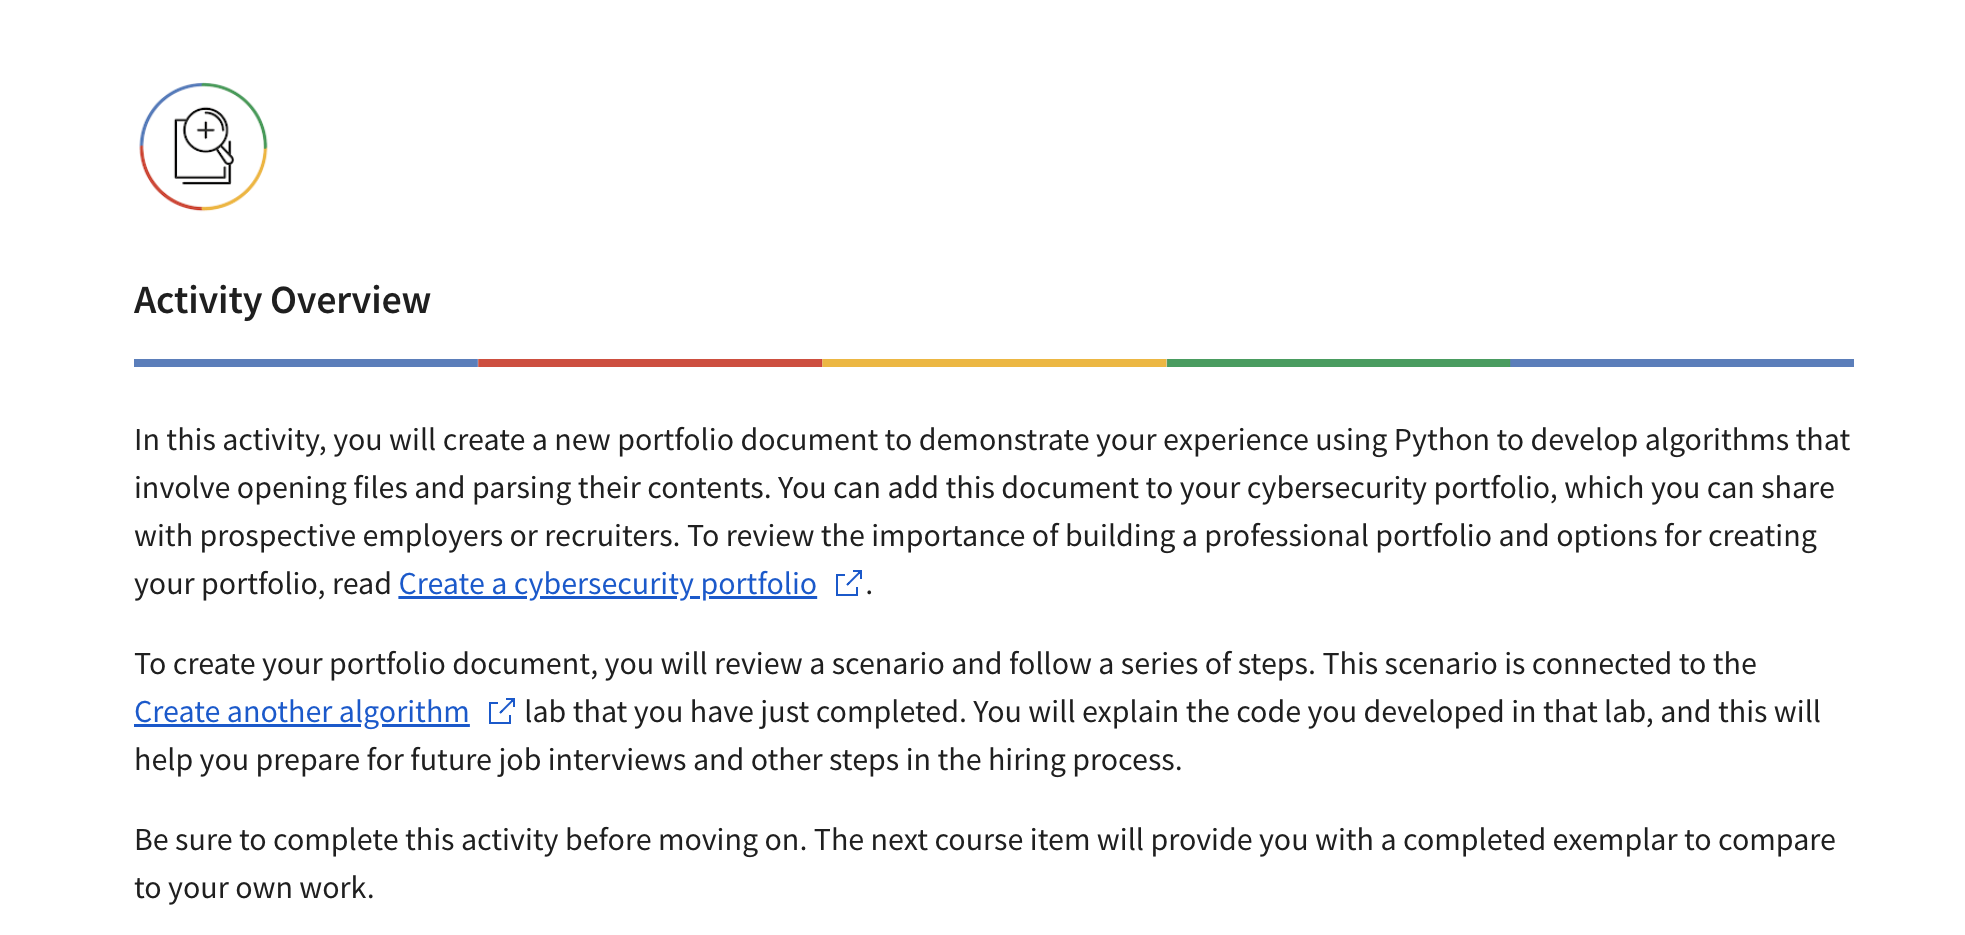 Activity Overview
In this activity, you will create a new portfolio document to demonstrate your experience using Python to develop algorithms that
involve opening files and parsing their contents. You can add this document to your cybersecurity portfolio, which you can share
with prospective employers or recruiters. To review the importance of building a professional portfolio and options for creating
your portfolio, read Create a cybersecurity portfolio.
To create your portfolio document, you will review a scenario and follow a series of steps. This scenario is connected to the
Create another algorithm lab that you have just completed. You will explain the code you developed in that lab, and this will
help you prepare for future job interviews and other steps in the hiring process.
Be sure to complete this activity before moving on. The next course item will provide you with a completed exemplar to compare
to your own work.